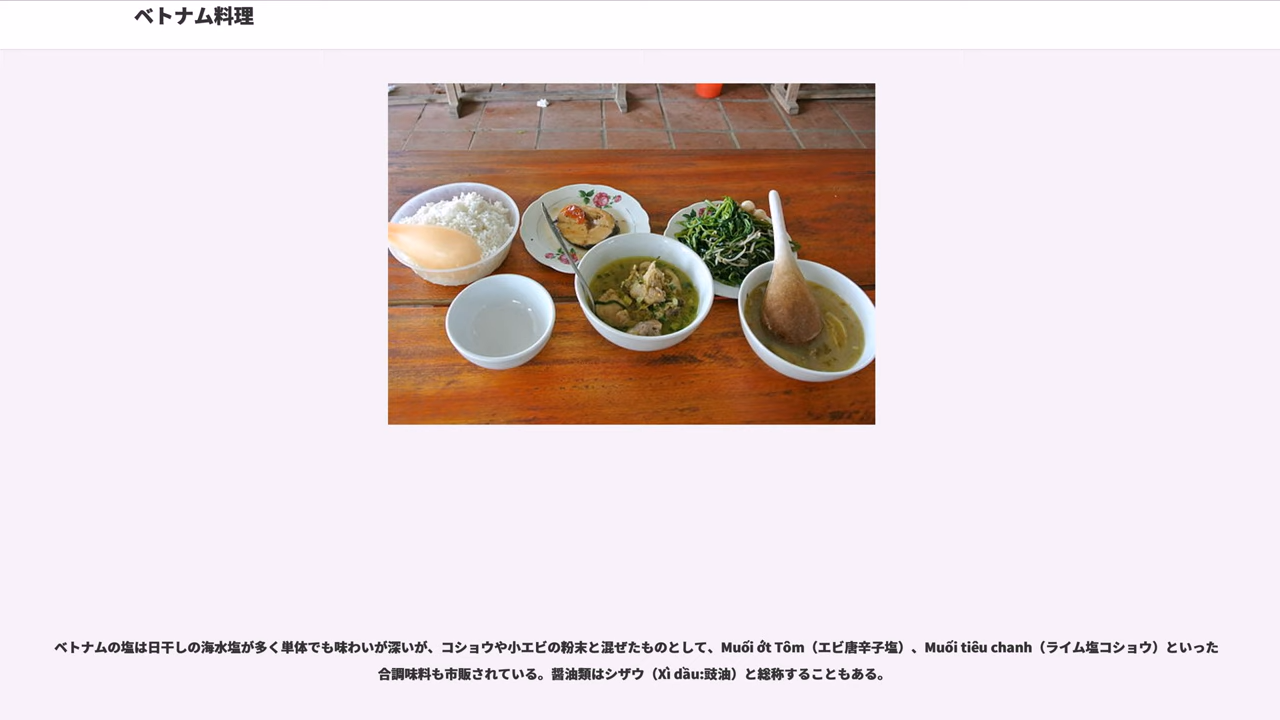 ベトナム料理
ベトナムの塩は日干しの海水塩が多く単体でも味わいが深いが、コショウや小エビの粉末と混ぜたものとして、Muối ớt Tôm（エビ唐辛子塩）、Muối tiêu chanh（ライム塩コショウ）といった
合調味料も市販されている。醤油類はシザウ（Xì dầu:豉油）と総称することもある。